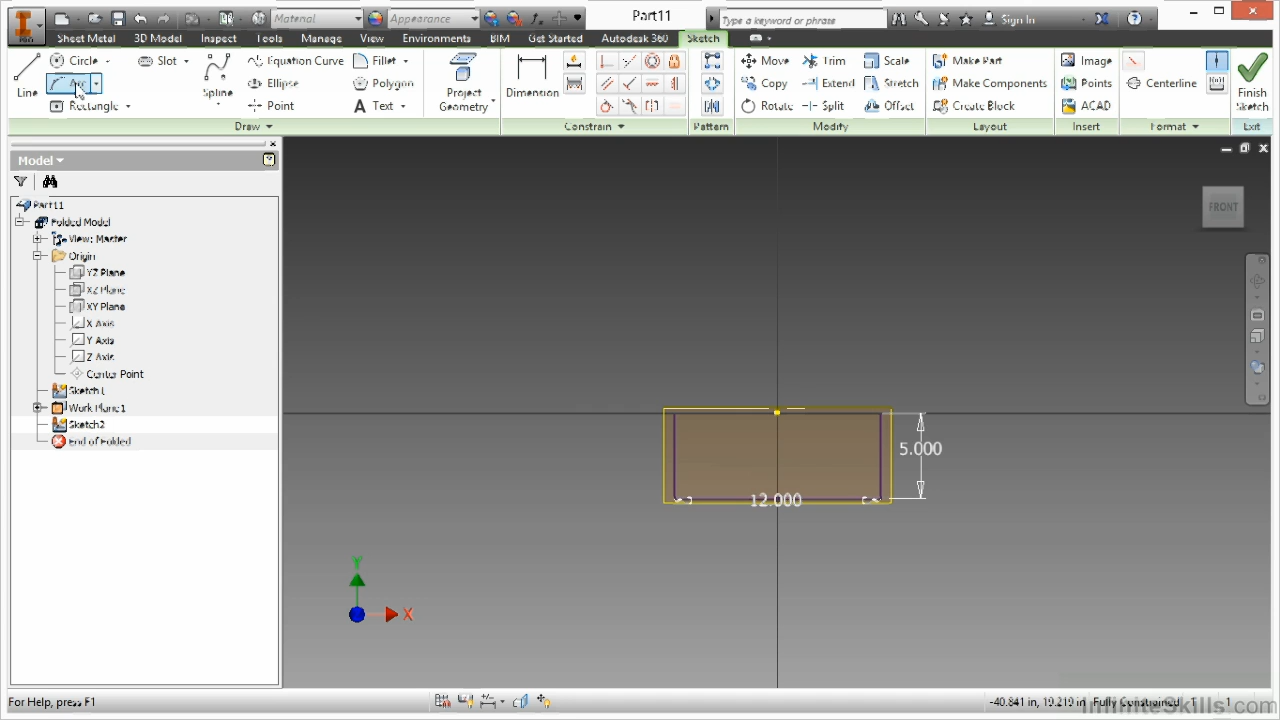 Material
Appearance
Part11
Type a keyword or phrase
Sign In
Sheet Metal
3D Model
Inspect
Tools
Manage
View
Environments
BIM
Get Started
Autodesk 360
Sketch
Line
Circle
Arc
Rectangle
Slot
Spline
Equation Curve
Ellipse
Point
Fillet
Polygon
Text
Project Geometry
Dimension
Move
Copy
Rotate
Trim
Extend
Split
Scale
Stretch
Offset
Make Part
Make Components
Create Block
Image
Points
ACAD
Centerline
Finish Sketch
Draw
Constrain
Pattern
Modify
Layout
Insert
Format
Exit
Model
Part11
Folded Model
View: Master
Origin
YZ Plane
XZ Plane
XY Plane
X Axis
Y Axis
Z Axis
Center Point
Sketch1
Work Plane1
Sketch2
End of Folded
FRONT
5.000
12.000
Y
X
For Help, press F1
-40.841 in, 19.219 in
Fully Constrained
1
1
InfiniteSkills.com